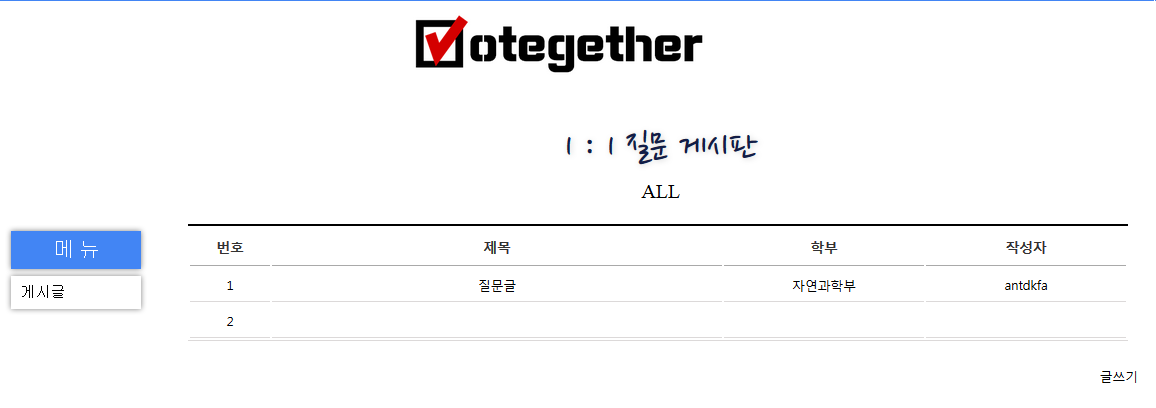 Votegether
1 : 1 질문 게시판
ALL
메 뉴
게시글
번호 제목 학부 작성자
1 질문글 자연과학부 antdkfa
2
글쓰기